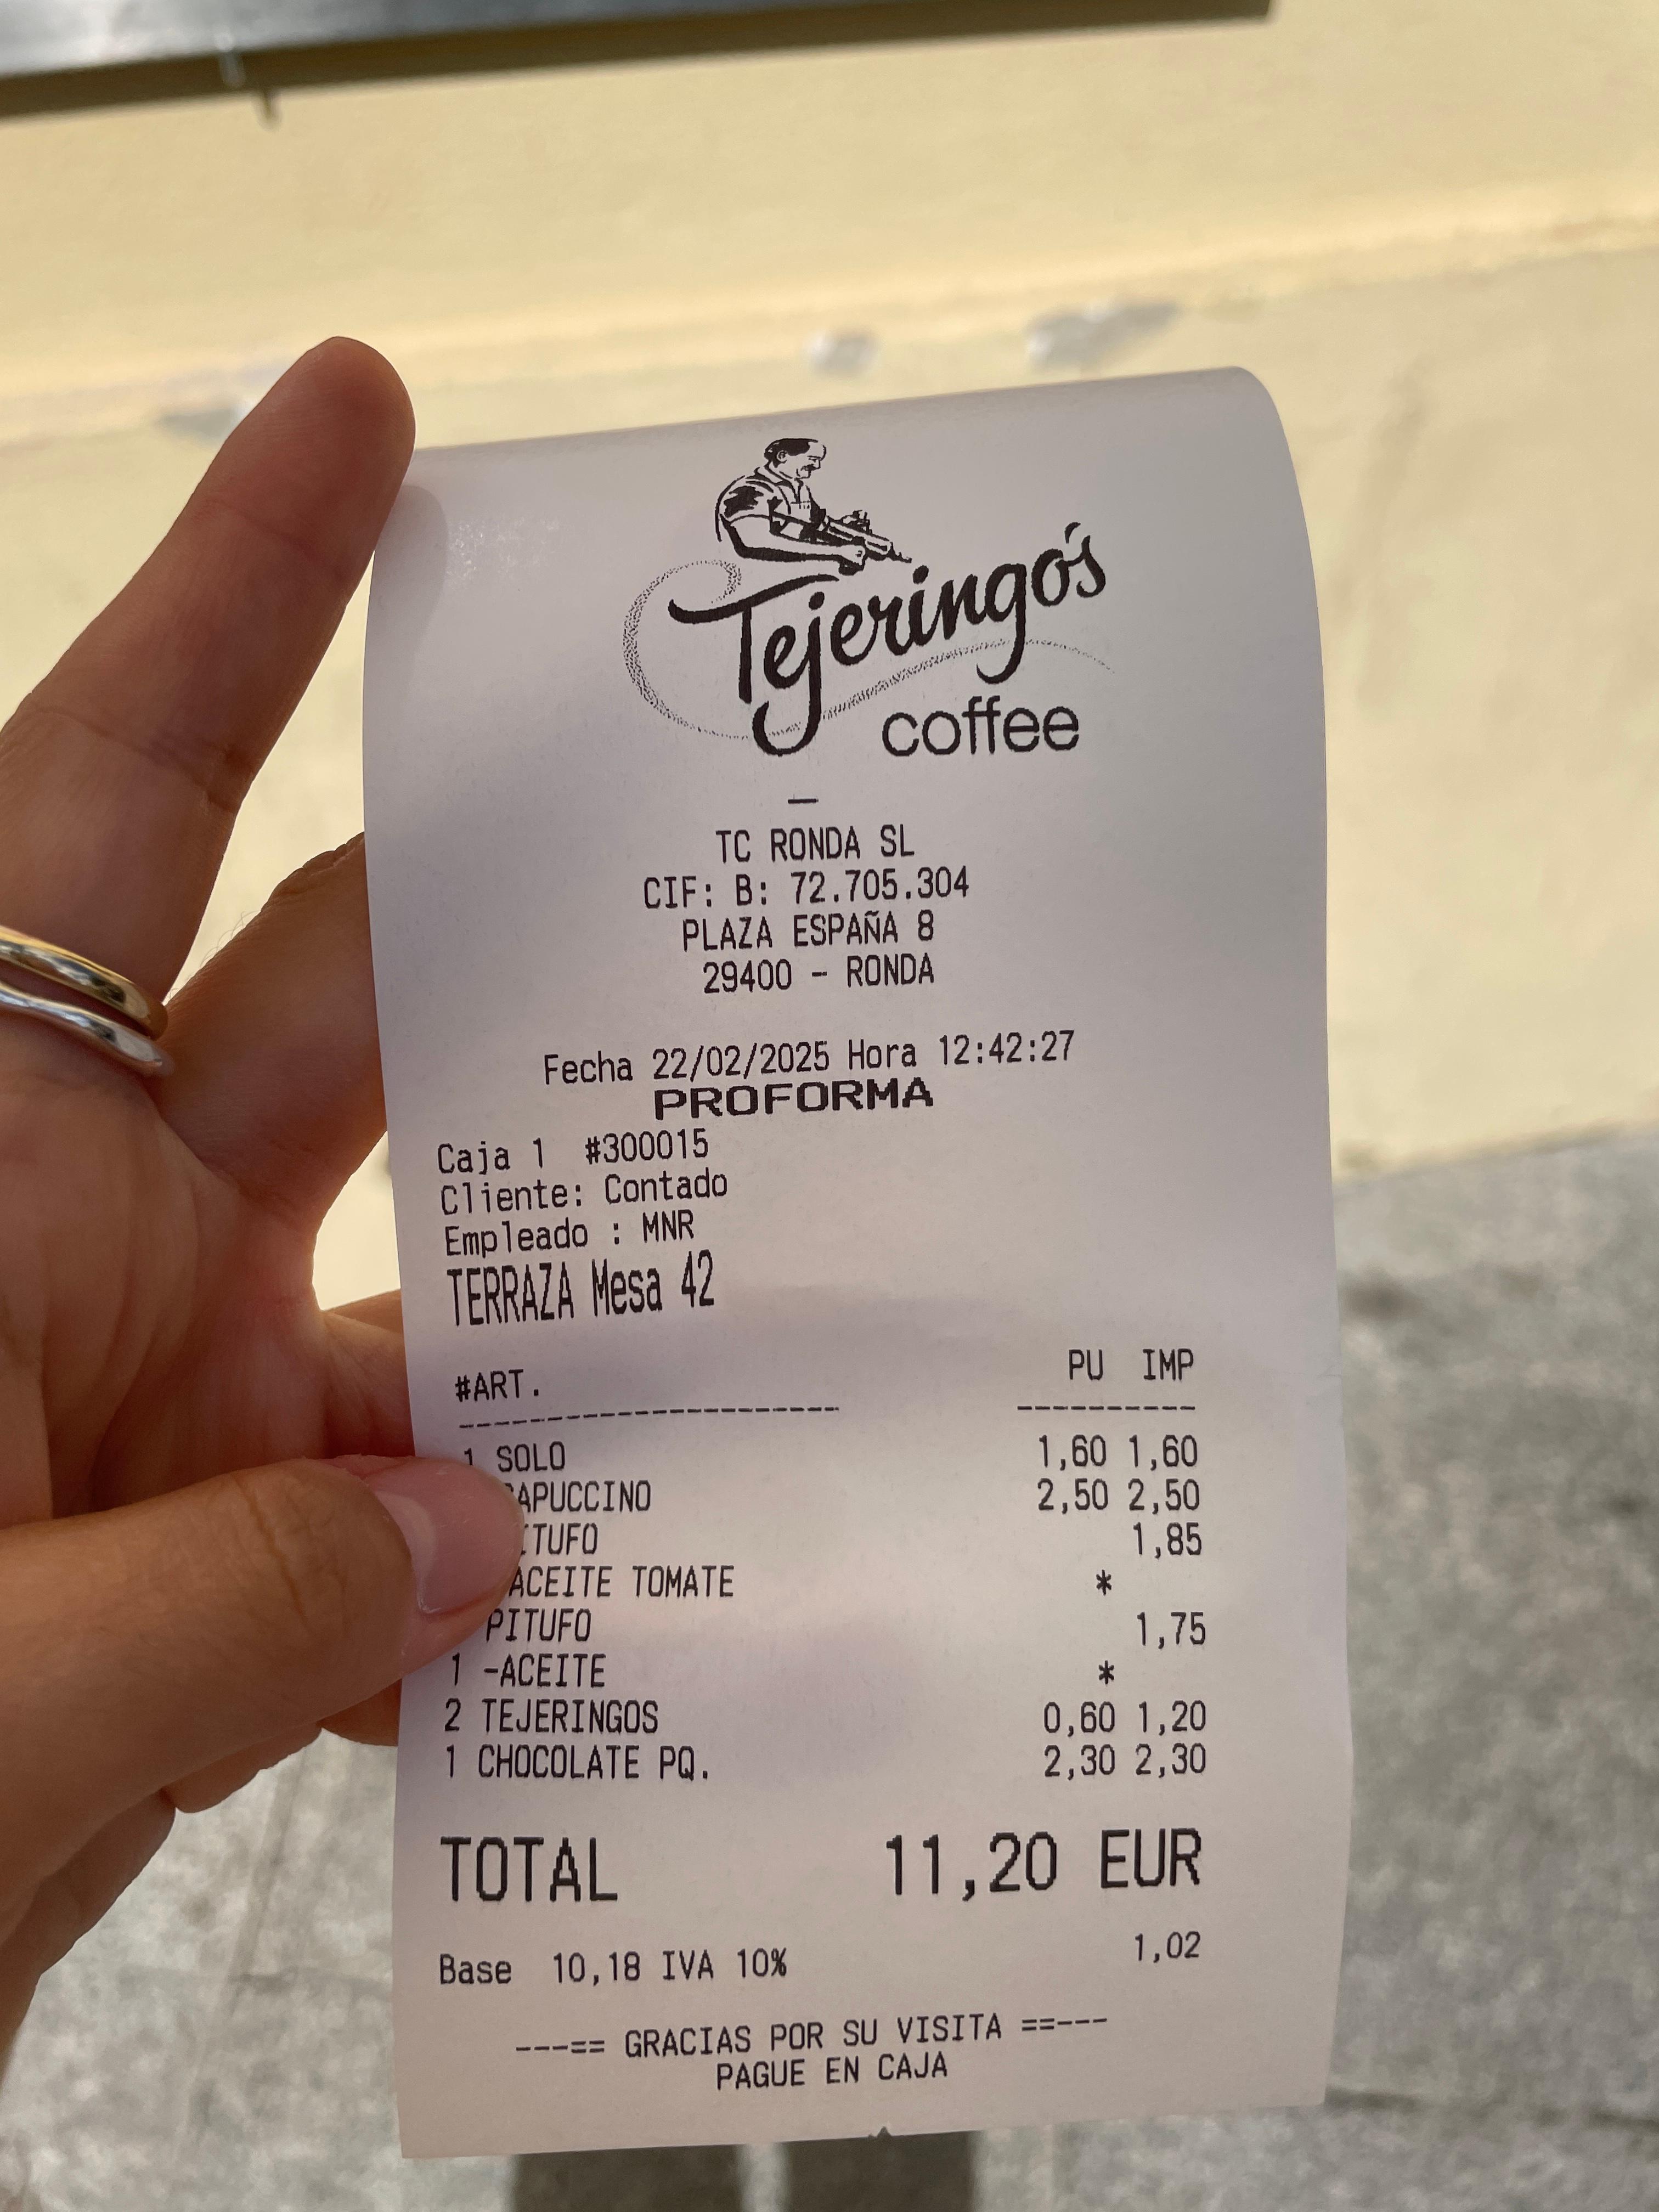 Tejeringo's
coffee
—
TC RONDA SL
CIF: B: 72.705.304
PLAZA ESPAÑA 8
29400 - RONDA
Fecha 22/02/2025 Hora 12:42:27
PROFORMA
Caja 1 #300015
Cliente: Contado
Empleado : MNR
TERRAZA Mesa 42
#ART. PU IMP
1 SOLO 1,60 1,60
CAPUCCINO 2,50 2,50
PITUFO 1,85
ACEITE TOMATE *
PITUFO 1,75
1 -ACEITE *
2 TEJERINGOS 0,60 1,20
1 CHOCOLATE PQ. 2,30 2,30
TOTAL 11,20 EUR
Base 10,18 IVA 10% 1,02
---== GRACIAS POR SU VISITA ==---
PAGUE EN CAJA